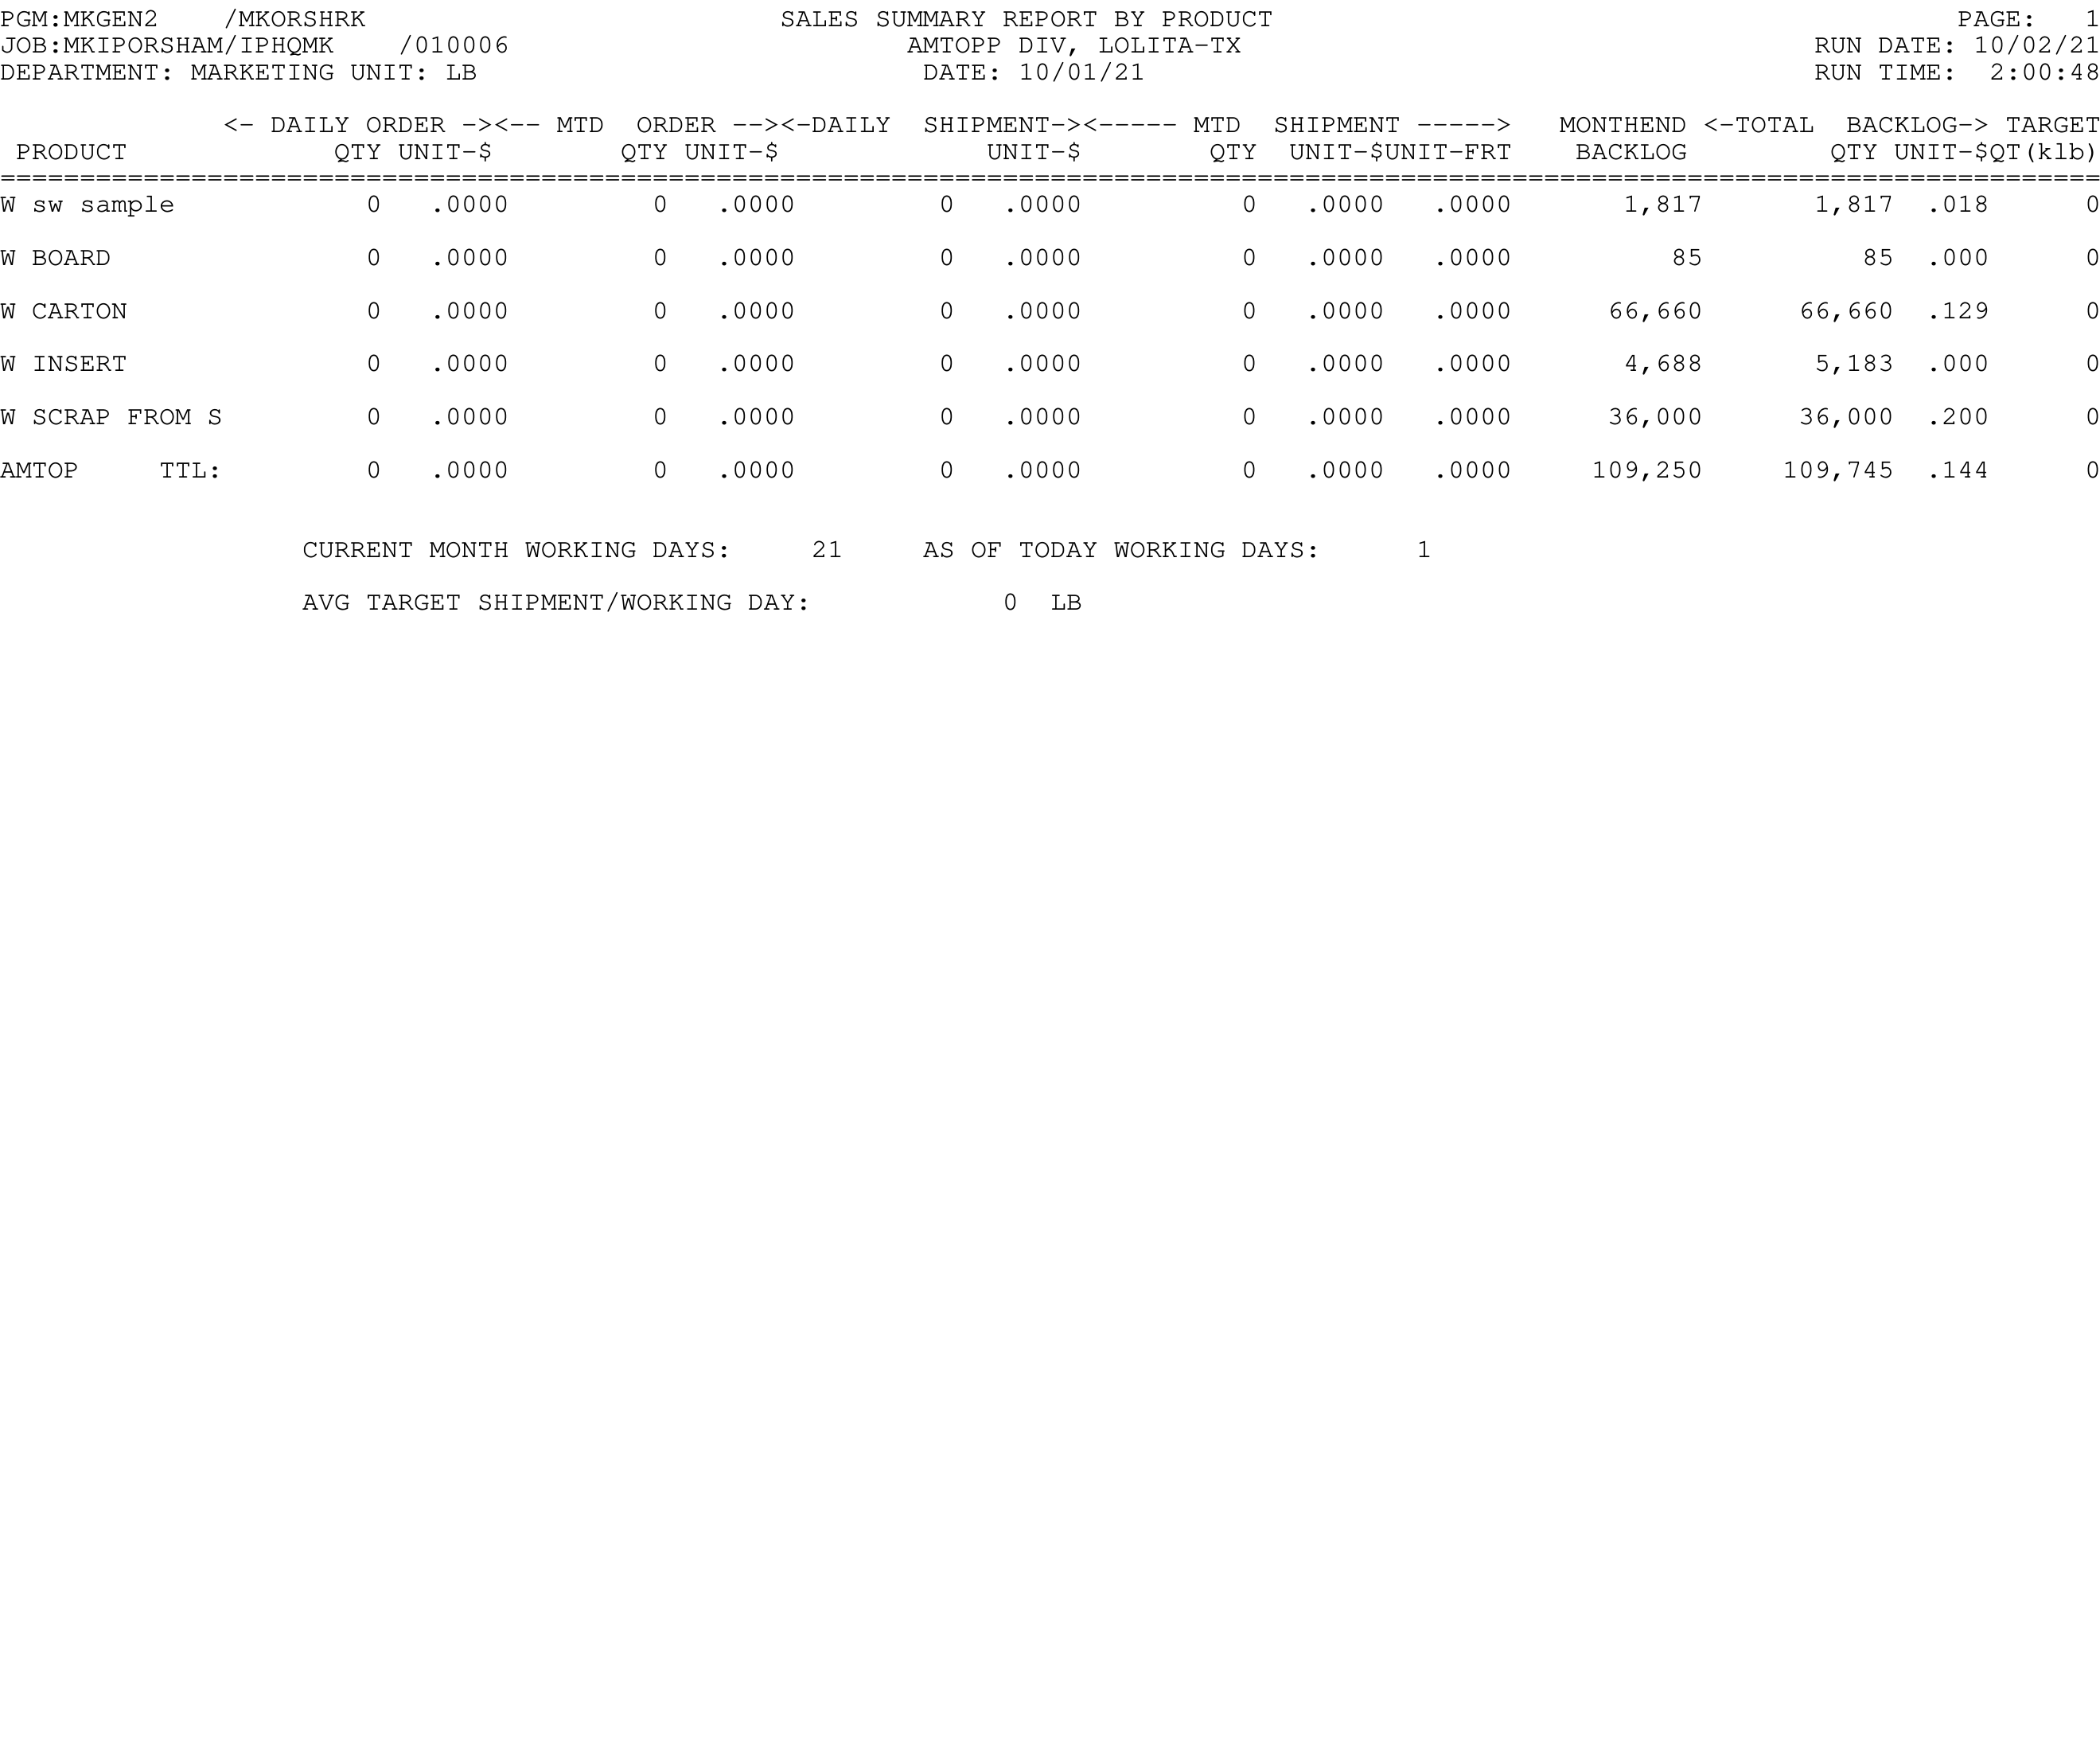 PGM:MKGEN2    /MKORSHRK                          SALES SUMMARY REPORT BY PRODUCT                                           PAGE:   1
JOB:MKIPORSHAM/IPHQMK    /010006                         AMTOPP DIV, LOLITA-TX                                    RUN DATE: 10/02/21
DEPARTMENT: MARKETING UNIT: LB                            DATE: 10/01/21                                          RUN TIME:  2:00:48
              <- DAILY ORDER -><-- MTD  ORDER --><-DAILY  SHIPMENT-><----- MTD  SHIPMENT ----->   MONTHEND <-TOTAL  BACKLOG-> TARGET
 PRODUCT             QTY UNIT-$        QTY UNIT-$             UNIT-$        QTY  UNIT-$UNIT-FRT    BACKLOG         QTY UNIT-$QT(klb)
====================================================================================================================================
W sw sample            0   .0000         0   .0000         0   .0000          0   .0000   .0000       1,817       1,817  .018      0
W BOARD                0   .0000         0   .0000         0   .0000          0   .0000   .0000          85          85  .000      0
W CARTON               0   .0000         0   .0000         0   .0000          0   .0000   .0000      66,660      66,660  .129      0
W INSERT               0   .0000         0   .0000         0   .0000          0   .0000   .0000       4,688       5,183  .000      0
W SCRAP FROM S         0   .0000         0   .0000         0   .0000          0   .0000   .0000      36,000      36,000  .200      0
AMTOP     TTL:         0   .0000         0   .0000         0   .0000          0   .0000   .0000     109,250     109,745  .144      0
CURRENT MONTH WORKING DAYS:     21     AS OF TODAY WORKING DAYS:      1
AVG TARGET SHIPMENT/WORKING DAY:            0  LB